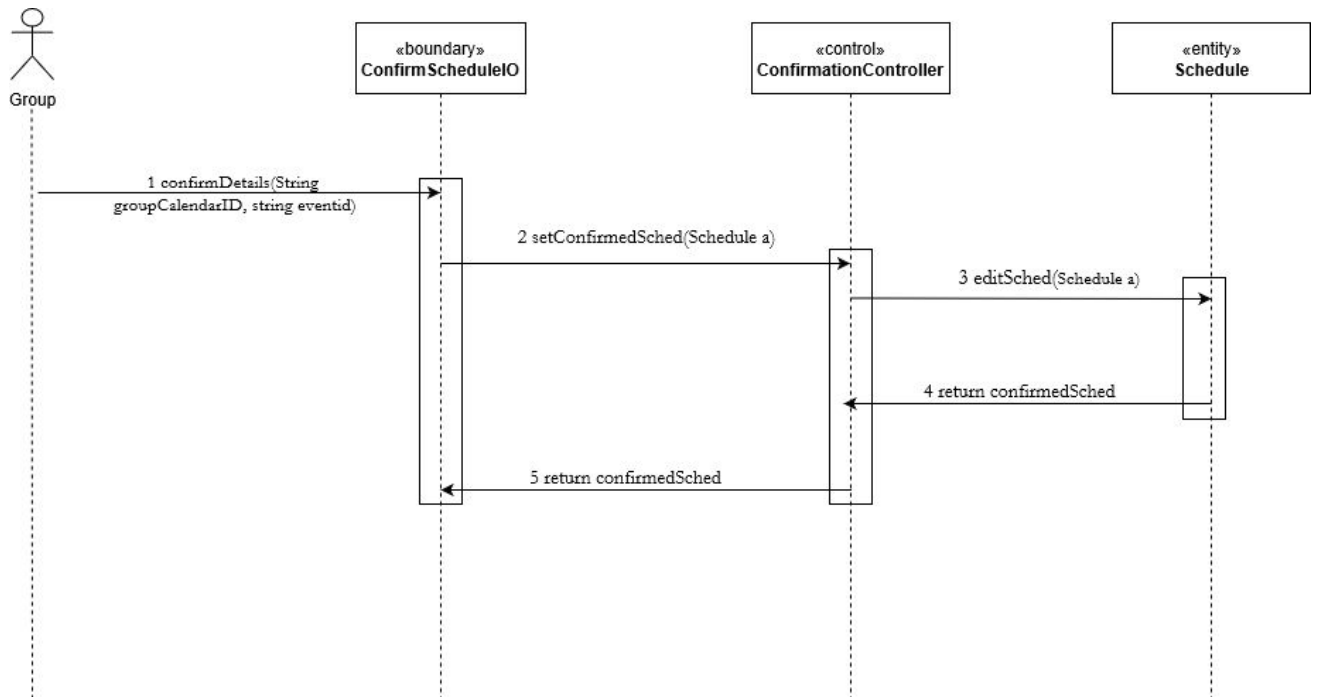 «boundary»
ConfirmScheduleIO
«control»
ConfirmationController
«entity»
Schedule
Group
1 confirmDetails(String
groupCalendarID, string eventid)
2 setConfirmedSched(Schedule a)
3 editSched(Schedule a)
4 return confirmedSched
5 return confirmedSched